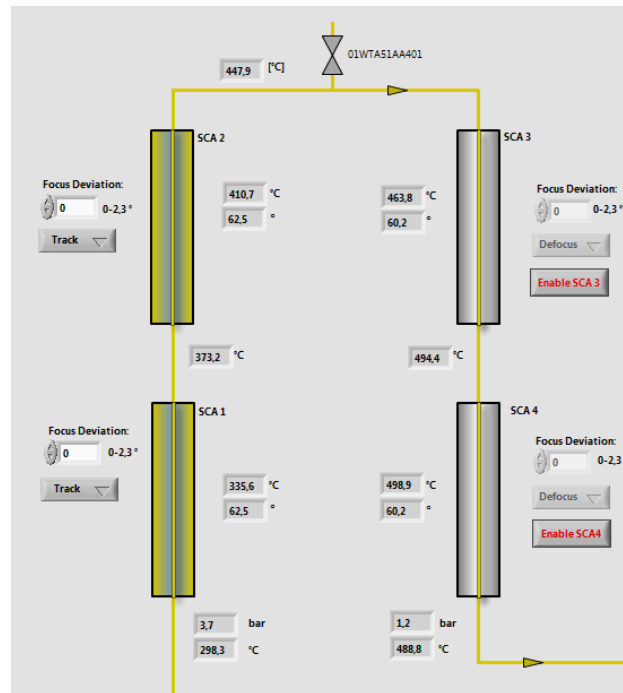 01WTA51AA401
447,9 [°C]
SCA 2
SCA 3
Focus Deviation:
0 0-2,3 °
Track
410,7 °C
62,5 °
463,8 °C
60,2 °
Focus Deviation:
0 0-2,3 °
Defocus
Enable SCA 3
373,2 °C
494,4 °C
SCA 1
SCA 4
Focus Deviation:
0 0-2,3 °
Track
335,6 °C
62,5 °
498,9 °C
60,2 °
Focus Deviation:
0 0-2,3
Defocus
Enable SCA4
3,7 bar
298,3 °C
1,2 bar
488,8 °C